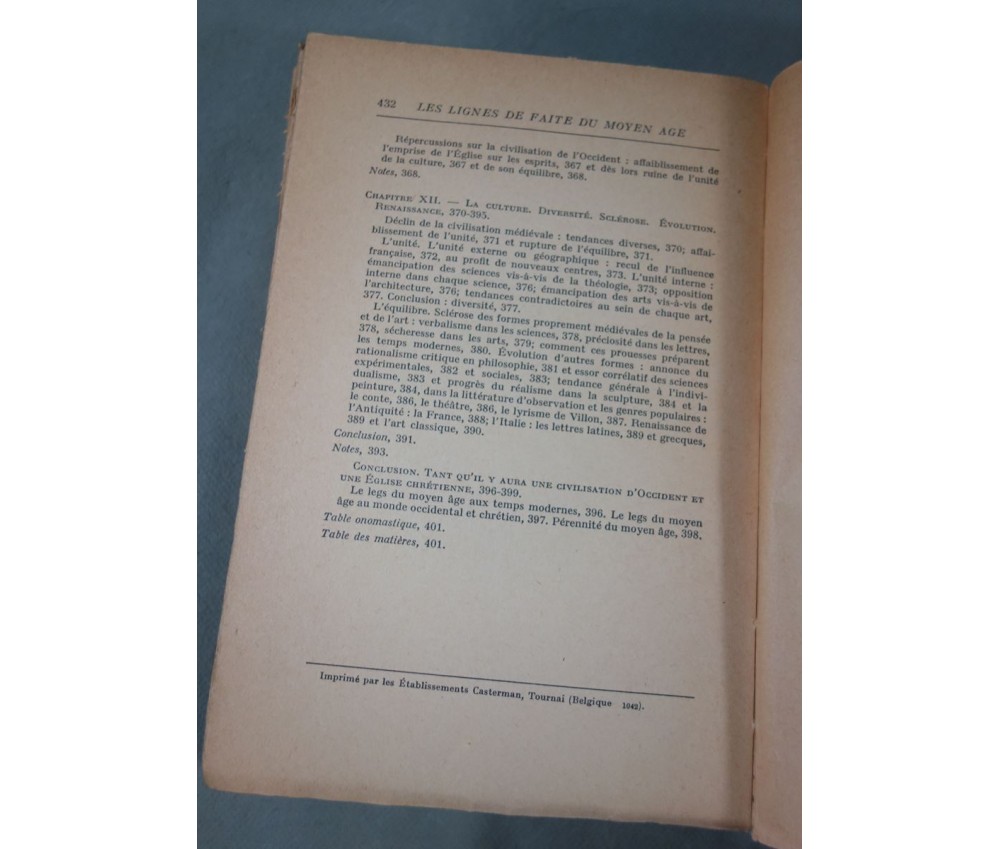 432 LES LIGNES DE FAITE DU MOYEN AGE
Répercussions sur la civilisation de l'Occident : affaiblissement de
l'emprise de l'Église sur les esprits, 367 et dès lors ruine de l'unité
de la culture, 367 et de son équilibre, 368.
Notes, 368.
CHAPITRE XII. — LA CULTURE. DIVERSITÉ. SCLÉROSE. ÉVOLUTION.
RENAISSANCE, 370-395.
Déclin de la civilisation médiévale : tendances diverses, 370; affai-
blissement de l'unité, 371 et rupture de l'équilibre, 371.
L'unité. L'unité externe ou géographique : recul de l'influence
française, 372, au profit de nouveaux centres, 373. L'unité interne :
émancipation des sciences vis-à-vis de la théologie, 373; opposition
interne dans chaque science, 376; émancipation des arts vis-à-vis de
l'architecture, 376; tendances contradictoires au sein de chaque art,
377. Conclusion : diversité, 377.
L'équilibre. Sclérose des formes proprement médiévales de la pensée
et de l'art : verbalisme dans les sciences, 378, préciosité dans les lettres,
378, sécheresse dans les arts, 379; comment ces prouesses préparent
les temps modernes, 380. Évolution d'autres formes : annonce du
rationalisme critique en philosophie, 381 et essor corrélatif des sciences
expérimentales, 382 et sociales, 383; tendance générale à l'indivi-
dualisme, 383 et progrès du réalisme dans la sculpture, 384 et la
peinture, 384, dans la littérature d'observation et les genres populaires :
le conte, 386, le théâtre, 386, le lyrisme de Villon, 387. Renaissance de
l'Antiquité : la France, 388; l'Italie : les lettres latines, 389 et grecques,
389 et l'art classique, 390.
Conclusion, 391.
Notes, 393.
CONCLUSION. TANT QU'IL Y AURA UNE CIVILISATION D'OCCIDENT ET
UNE ÉGLISE CHRÉTIENNE, 396-399.
Le legs du moyen âge aux temps modernes, 396. Le legs du moyen
âge au monde occidental et chrétien, 397. Pérennité du moyen âge, 398.
Table onomastique, 401.
Table des matières, 401.
Imprimé par les Établissements Casterman, Tournai (Belgique 1042).